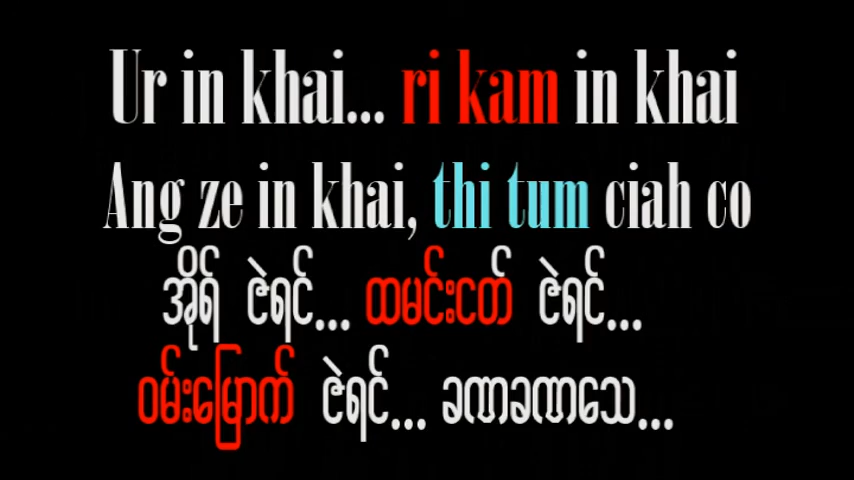 Ur in khai... ri kam in khai
Ang ze in khai, thi tum ciah co
အိုရ် ဇဲရင်... ထမင်းငတ် ဇဲရင်...
ဝမ်းမြောက် ဇဲရင်... ခဏခဏသေ...